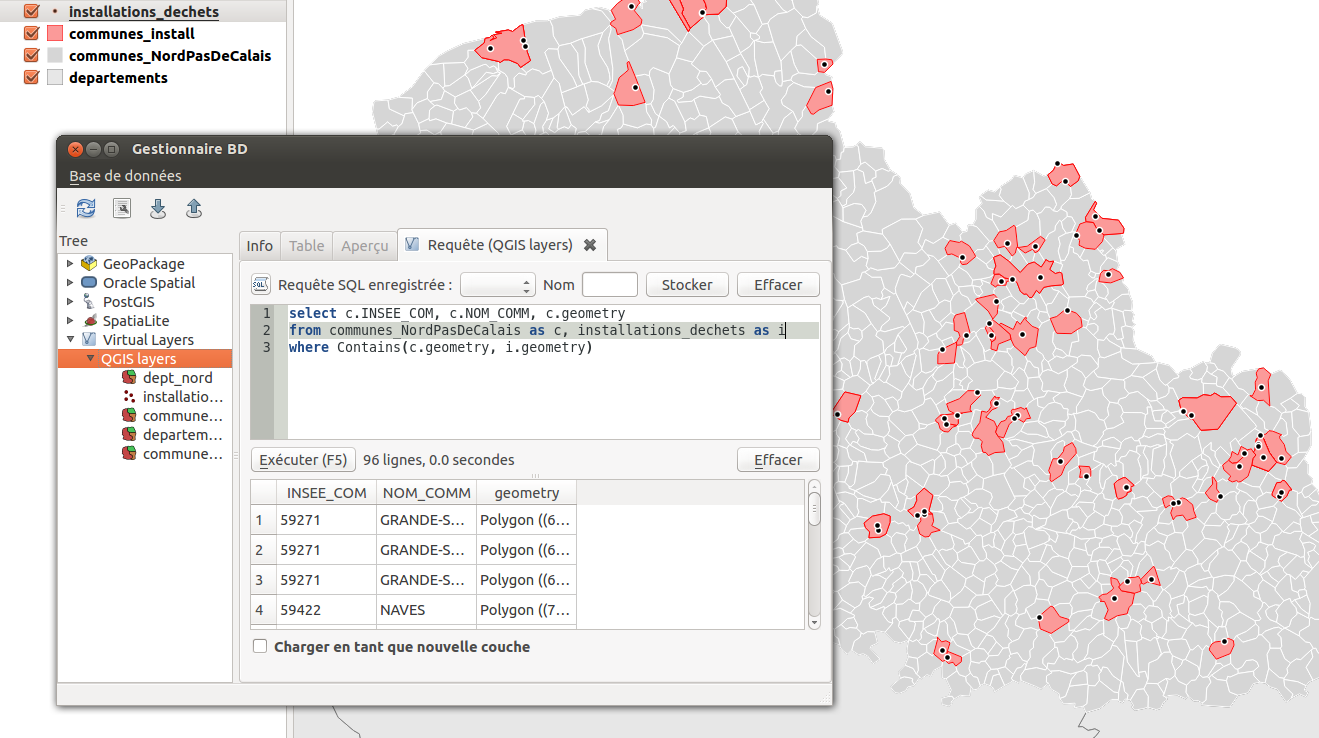 installations_dechets
communes_install
communes_NordPasDeCalais
departements
Gestionnaire BD
Base de données
Tree
GeoPackage
Oracle Spatial
PostGIS
SpatiaLite
Virtual Layers
QGIS layers
dept_nord
installatio...
commune...
departem...
commune...
Info
Table
Aperçu
Requête (QGIS layers)
Requête SQL enregistrée :
Nom
Stocker
Effacer
1 select c.INSEE_COM, c.NOM_COMM, c.geometry
2 from communes_NordPasDeCalais as c, installations_dechets as i
3 where Contains(c.geometry, i.geometry)
Exécuter (F5)
96 lignes, 0.0 secondes
Effacer
INSEE_COM NOM_COMM geometry
1 59271 GRANDE-S... Polygon ((6...
2 59271 GRANDE-S... Polygon ((6...
3 59271 GRANDE-S... Polygon ((6...
4 59422 NAVES Polygon ((7...
Charger en tant que nouvelle couche